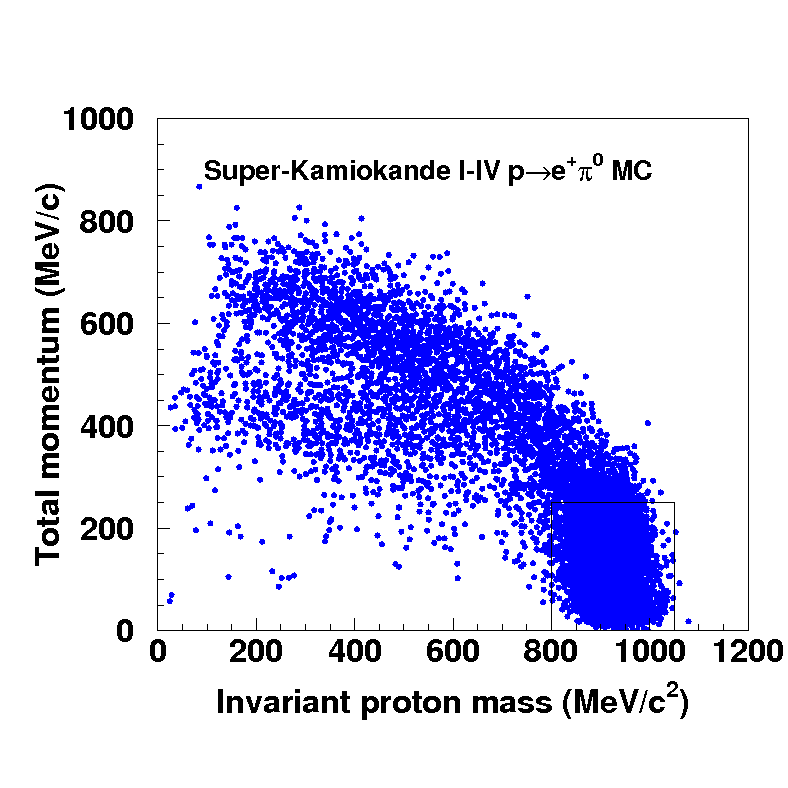 Super-Kamiokande I-IV p→e⁺π⁰ MC
Total momentum (MeV/c)
1000
800
600
400
200
0
0 200 400 600 800 1000 1200
Invariant proton mass (MeV/c²)